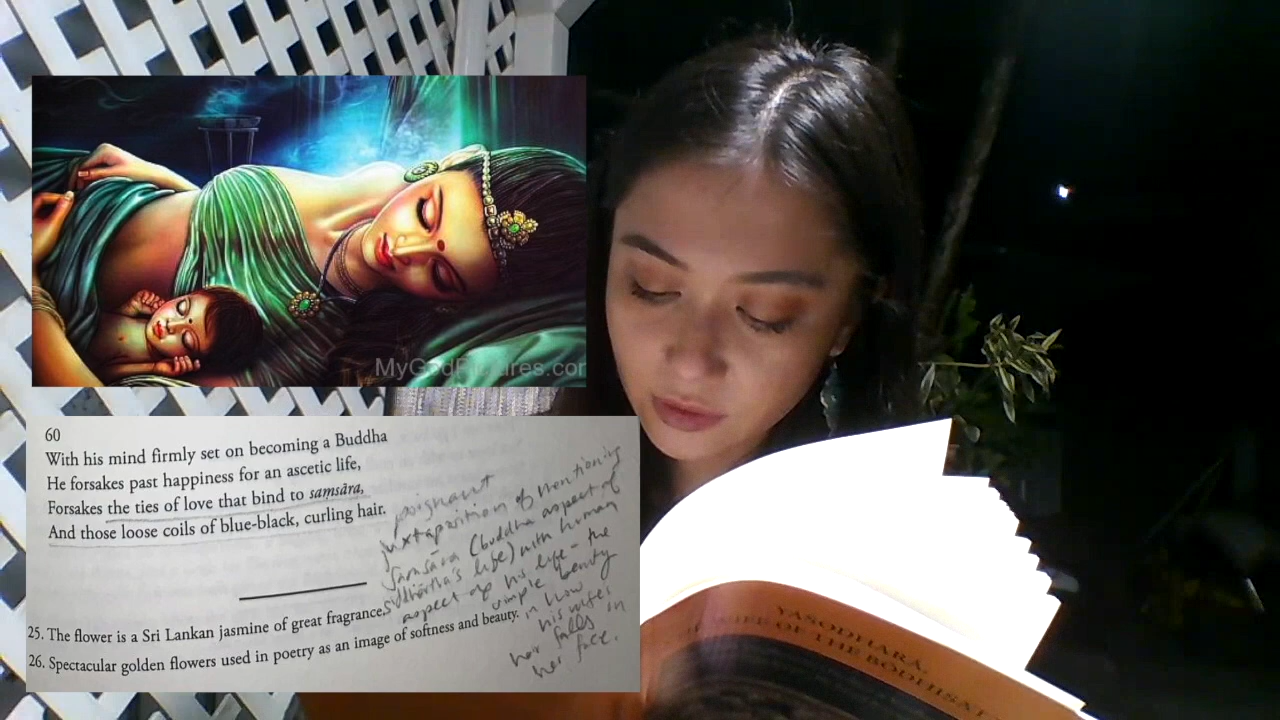 MyGodPictures.com
60
With his mind firmly set on becoming a Buddha
He forsakes past happiness for an ascetic life,
Forsakes the ties of love that bind to saṃsāra,
And those loose coils of blue-black, curling hair.
25. The flower is a Sri Lankan jasmine of great fragrance.
26. Spectacular golden flowers used in poetry as an image of softness and beauty.
poignant
juxtaposition of mentioning
saṃsāra (buddha aspect of
siddhārtha's life) with human
aspect of his life - the
simple beauty
in how
his wife's
hair falls on
her face.
YASODHARA,
WIFE OF THE BODHISAT